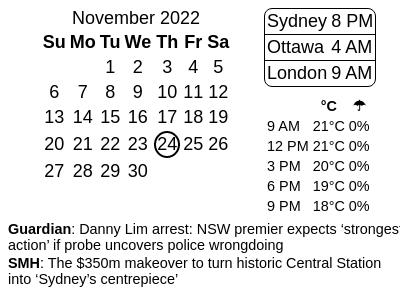 November 2022
Su Mo Tu We Th Fr Sa
1 2 3 4 5
6 7 8 9 10 11 12
13 14 15 16 17 18 19
20 21 22 23 24 25 26
27 28 29 30
Sydney 8 PM
Ottawa 4 AM
London 9 AM
°C ☂
9 AM 21°C 0%
12 PM 21°C 0%
3 PM 20°C 0%
6 PM 19°C 0%
9 PM 18°C 0%
Guardian: Danny Lim arrest: NSW premier expects ‘strongest
action’ if probe uncovers police wrongdoing
SMH: The $350m makeover to turn historic Central Station
into ‘Sydney’s centrepiece’